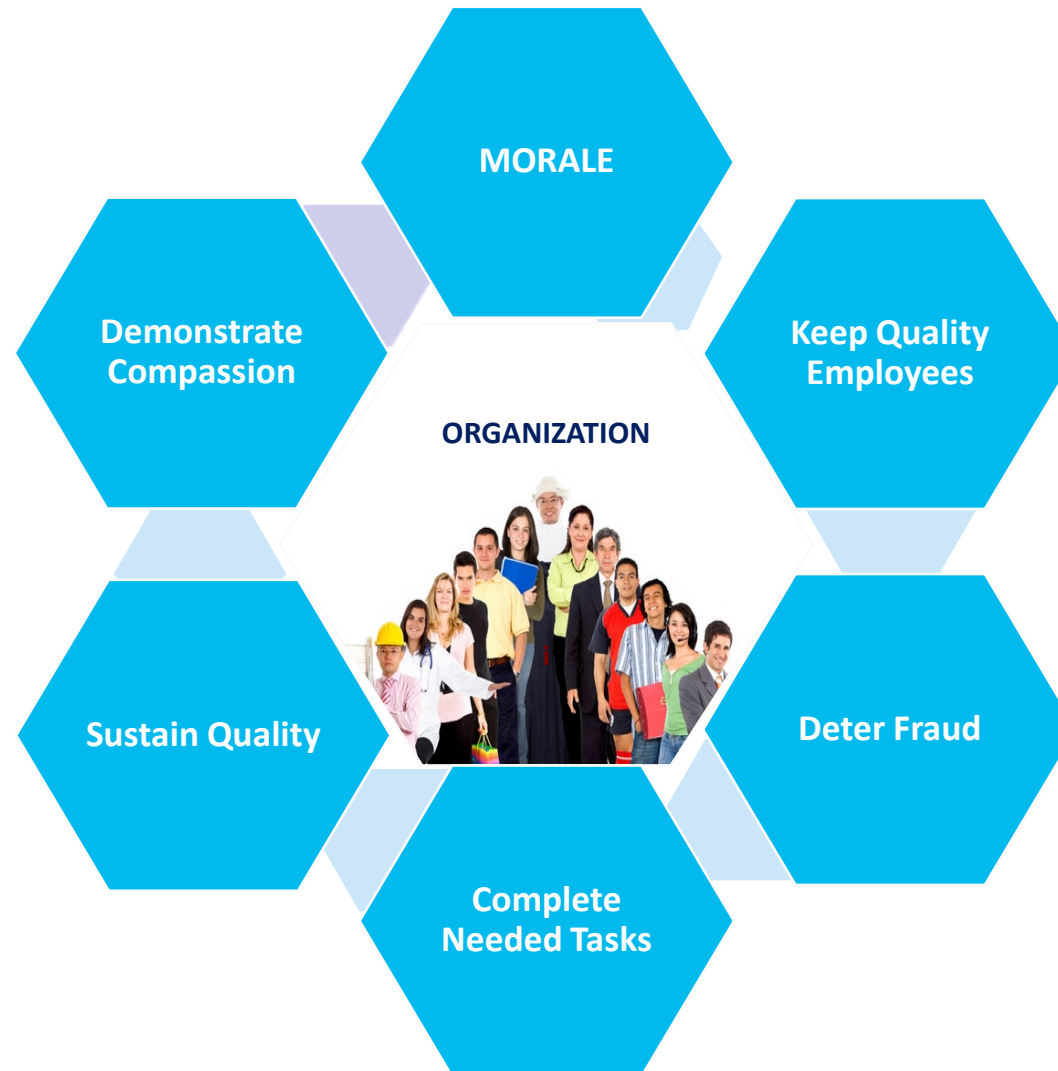 MORALE
Keep Quality
Employees
Deter Fraud
Complete
Needed Tasks
Sustain Quality
Demonstrate
Compassion
ORGANIZATION